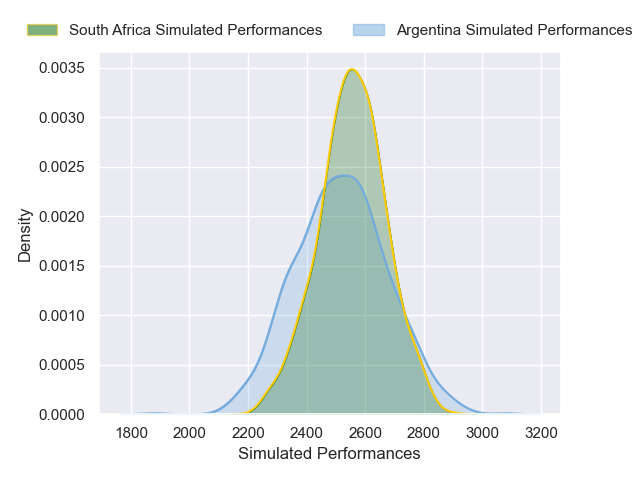 South Africa Simulated Performances Argentina Simulated Performances
0.0035
0.0030
0.0025
0.0020
0.0015
0.0010
0.0005
0.0000
Density
1800 2000 2200 2400 2600 2800 3000 3200
Simulated Performances